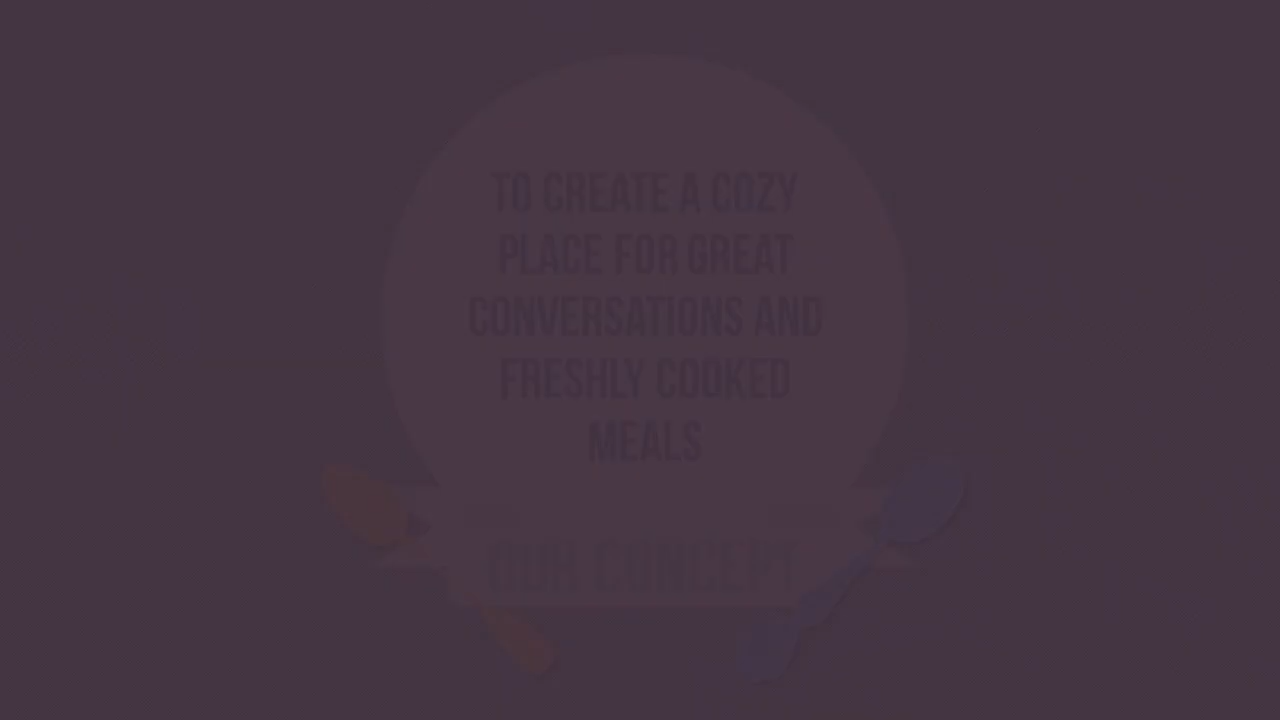 TO CREATE A COZY
PLACE FOR GREAT
CONVERSATIONS AND
FRESHLY COOKED
MEALS
OUR CONCEPT